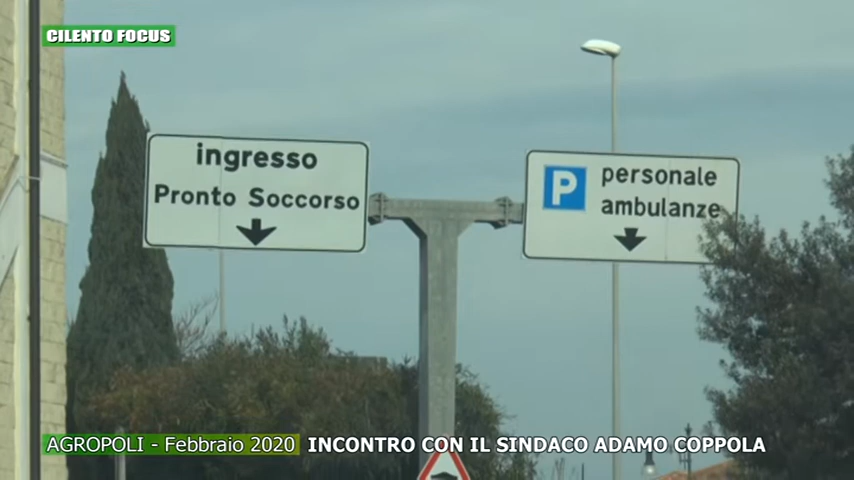 CILENTO FOCUS
ingresso
Pronto Soccorso
P
personale
ambulanze
AGROPOLI - Febbraio 2020 INCONTRO CON IL SINDACO ADAMO COPPOLA